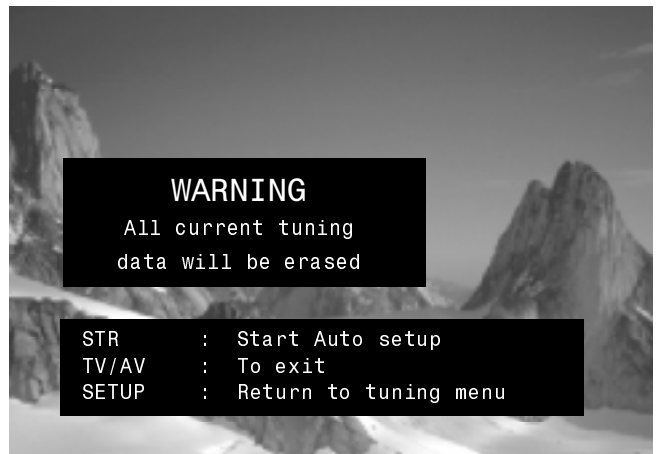 WARNING
All current tuning
data will be erased
STR : Start Auto setup
TV/AV : To exit
SETUP : Return to tuning menu